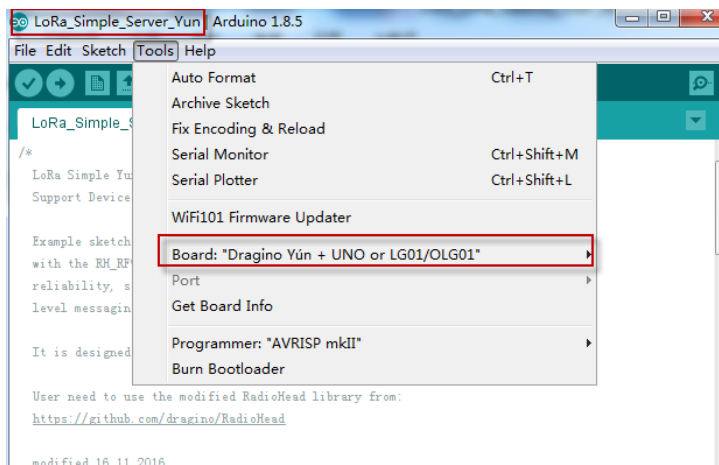 LoRa_Simple_Server_Yun | Arduino 1.8.5
File Edit Sketch Tools Help
Auto Format Ctrl+T
Archive Sketch
LoRa_Simple_S
Fix Encoding & Reload
/*
Serial Monitor Ctrl+Shift+M
LoRa Simple Yu
Serial Plotter Ctrl+Shift+L
Support Device
WiFi101 Firmware Updater
Example sketch
Board: "Dragino Yún + UNO or LG01/OLG01"
with the RH_RF9
Port
reliability, s
Get Board Info
level messagin
Programmer: "AVRISP mkII"
It is designed
Burn Bootloader
User need to use the modified RadioHead library from:
https://github.com/dragino/RadioHead
modified 16 11 2016